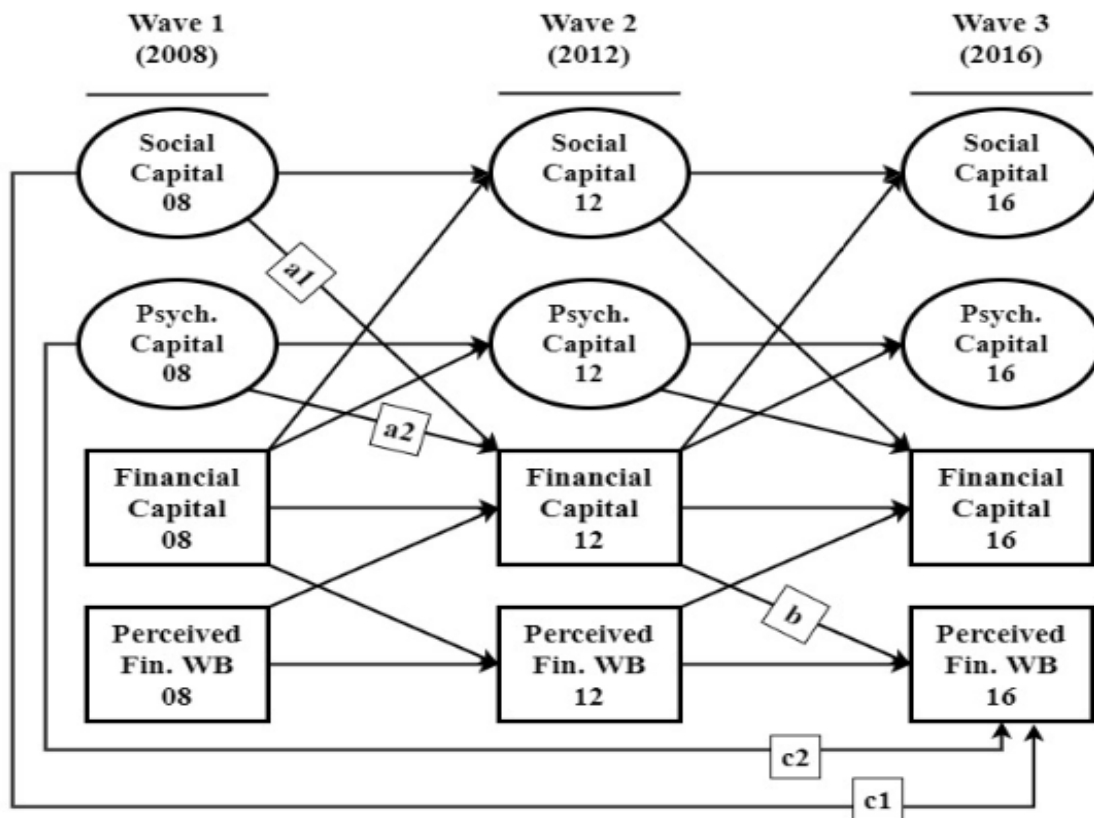 Wave 1
(2008)
Wave 2
(2012)
Wave 3
(2016)
Social
Capital
08
Social
Capital
12
Social
Capital
16
a1
Psych.
Capital
08
Psych.
Capital
12
Psych.
Capital
16
a2
Financial
Capital
08
Financial
Capital
12
Financial
Capital
16
b
Perceived
Fin. WB
08
Perceived
Fin. WB
12
Perceived
Fin. WB
16
c2
c1